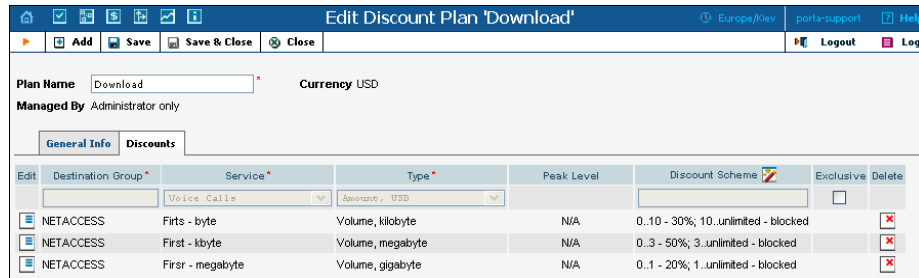 Edit Discount Plan 'Download' Europe/Kiev porta-support ? Help
Add Save Save & Close Close Logout Log
Plan Name Download * Currency USD
Managed By Administrator only
General Info Discounts
Edit Destination Group * Service * Type * Peak Level Discount Scheme Exclusive Delete
Voice Calls Amount, USD
NETACCESS Firts - byte Volume, kilobyte N/A 0..10 - 30%; 10..unlimited - blocked
NETACCESS First - kbyte Volume, megabyte N/A 0..3 - 50%; 3..unlimited - blocked
NETACCESS Firsr - megabyte Volume, gigabyte N/A 0..1 - 20%; 1..unlimited - blocked